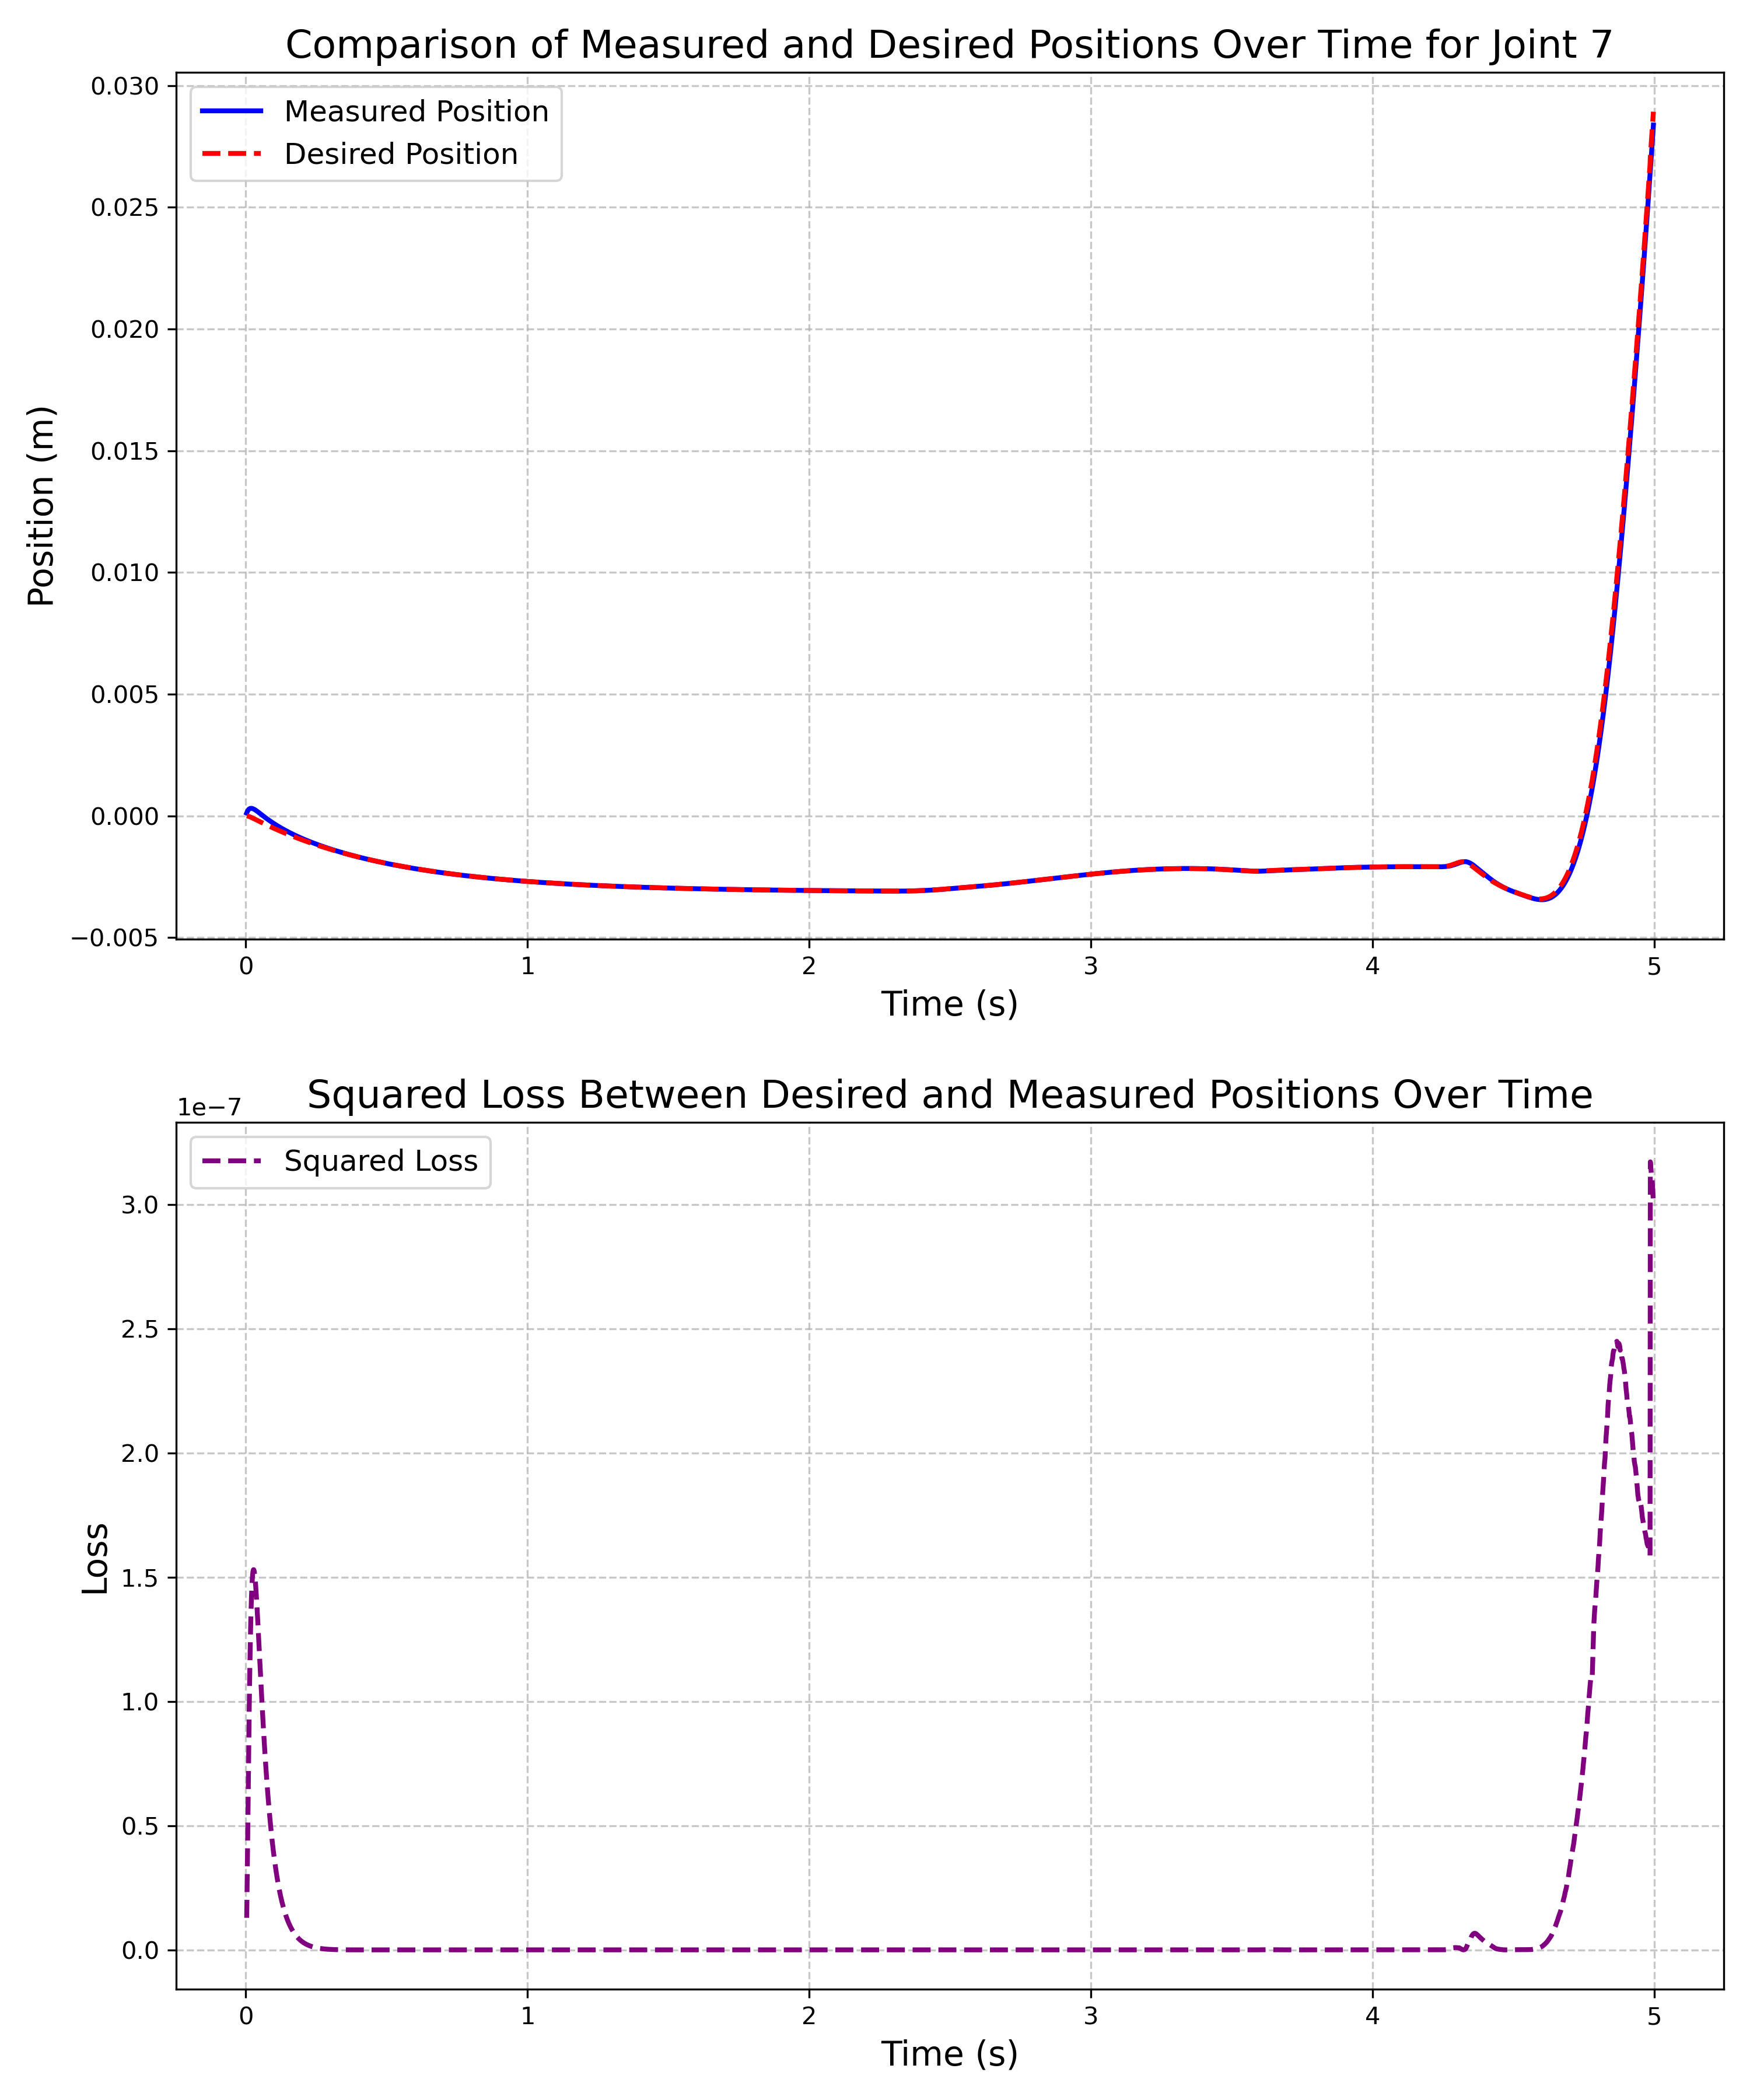 Comparison of Measured and Desired Positions Over Time for Joint 7
Measured Position
Desired Position
Position (m)
0.030
0.025
0.020
0.015
0.010
0.005
0.000
−0.005
0 1 2 3 4 5
Time (s)
Squared Loss Between Desired and Measured Positions Over Time
1e−7
Squared Loss
Loss
3.0
2.5
2.0
1.5
1.0
0.5
0.0
0 1 2 3 4 5
Time (s)